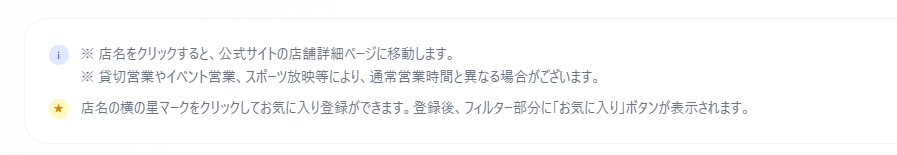 ※ 店名をクリックすると、公式サイトの店舗詳細ページに移動します。
※ 貸切営業やイベント営業、スポーツ放映等により、通常営業時間と異なる場合がございます。
店名の横の星マークをクリックしてお気に入り登録ができます。登録後、フィルター部分に「お気に入り」ボタンが表示されます。